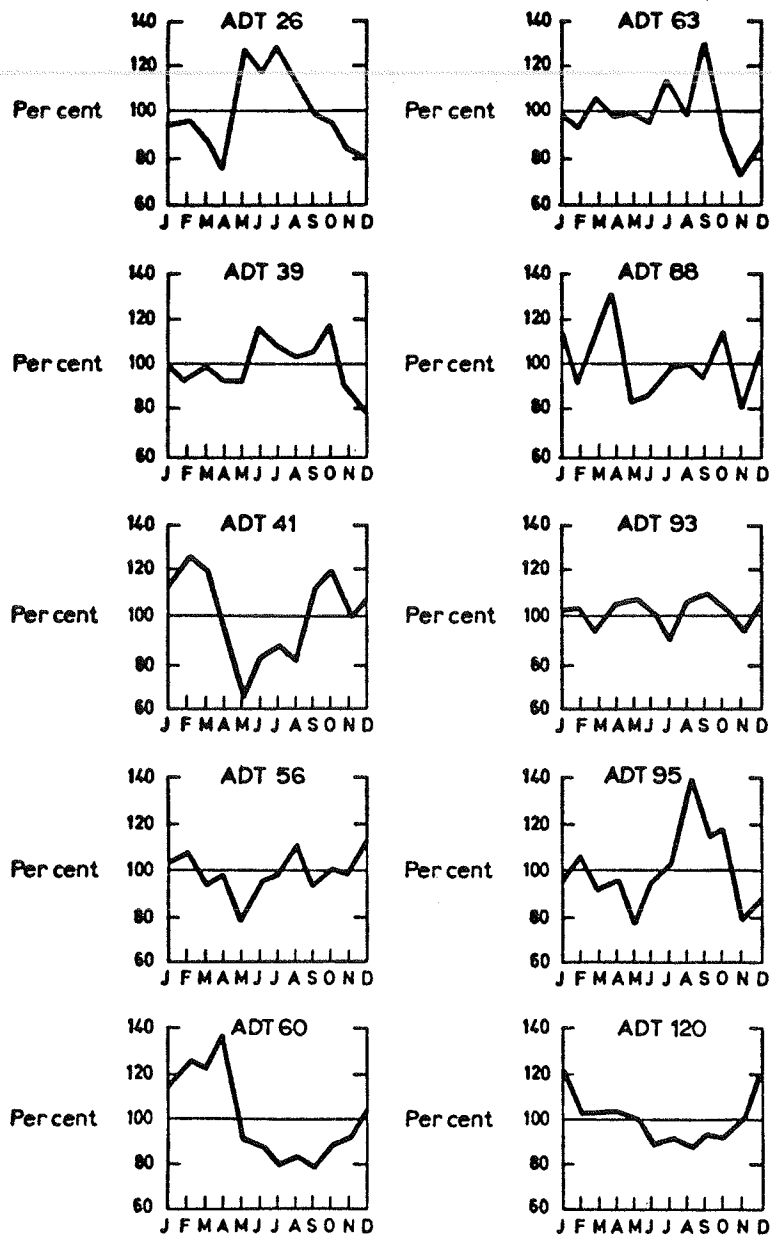 ADT 26
140
120
Per cent 100
80
60
J F M A M J J A S O N D
ADT 63
140
120
Per cent 100
80
60
J F M A M J J A S O N D
ADT 39
140
120
Per cent 100
80
60
J F M A M J J A S O N D
ADT 88
140
120
Per cent 100
80
60
J F M A M J J A S O N D
ADT 41
140
120
Per cent 100
80
60
J F M A M J J A S O N D
ADT 93
140
120
Per cent 100
80
60
J F M A M J J A S O N D
ADT 56
140
120
Per cent 100
80
60
J F M A M J J A S O N D
ADT 95
140
120
Per cent 100
80
60
J F M A M J J A S O N D
ADT 60
140
120
Per cent 100
80
60
J F M A M J J A S O N D
ADT 120
140
120
Per cent 100
80
60
J F M A M J J A S O N D